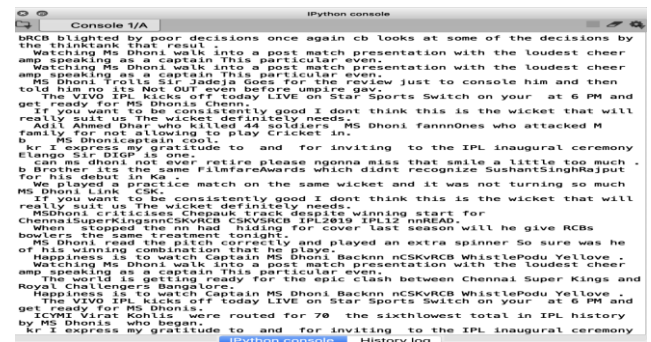 IPython console
Console 1/A
bRCB blighted by poor decisions once again cb looks at some of the decisions by
the thinktank that resul .
Watching Ms Dhoni walk into a post match presentation with the loudest cheer
amp speaking as a captain This particular even.
Watching Ms Dhoni walk into a post match presentation with the loudest cheer
amp speaking as a captain This particular even.
MS Dhoni Trolls Sir Jadeja Goes for the review just to console him and then
told him no its Not OUT even before umpire gav.
The VIVO IPL kicks off today LIVE on Star Sports Switch on your at 6 PM and
get ready for MS Dhonis Chenn.
If you want to be consistently good I dont think this is the wicket that will
really suit us The wicket definitely needs.
Adil Ahmed Dhar who killed 44 soldiers MS Dhoni fannnOnes who attacked M
family for not allowing to play Cricket in.
b MS Dhonicaptain cool.
kr I express my gratitude to and for inviting to the IPL inaugural ceremony
Elango Sir DIGP is one.
can ms dhoni not ever retire please ngonna miss that smile a little too much .
b Brother its the same FilmfareAwards which didnt recognize SushantSinghRajput
for his debut in Ka .
We played a practice match on the same wicket and it was not turning so much
MS Dhoni Link CSK.
If you want to be consistently good I dont think this is the wicket that will
really suit us The wicket definitely needs.
MSDhoni criticises Chepauk track despite winning start for
ChennaiSuperKingsnnCSKvRCB CSKVSRCB IPL2019 IPL12 nnREAD.
When stopped the nn had hiding for cover last season will he give RCBs
bowlers the same treatment tonight.
MS Dhoni read the pitch correctly and played an extra spinner So sure was he
of his winning combination that he playe.
Happiness is to watch Captain MS Dhoni Backnn nCSKvRCB WhistlePodu Yellove .
Watching Ms Dhoni walk into a post match presentation with the loudest cheer
amp speaking as a captain This particular even.
The world is getting ready for the epic clash between Chennai Super Kings and
Royal Challengers Bangalore.
Happiness is to watch Captain MS Dhoni Backnn nCSKvRCB WhistlePodu Yellove .
The VIVO IPL kicks off today LIVE on Star Sports Switch on your at 6 PM and
get ready for MS Dhonis.
ICYMI Virat Kohlis were routed for 70 the sixthlowest total in IPL history
by MS Dhonis who began.
kr I express my gratitude to and for inviting to the IPL inaugural ceremony
IPython console History log